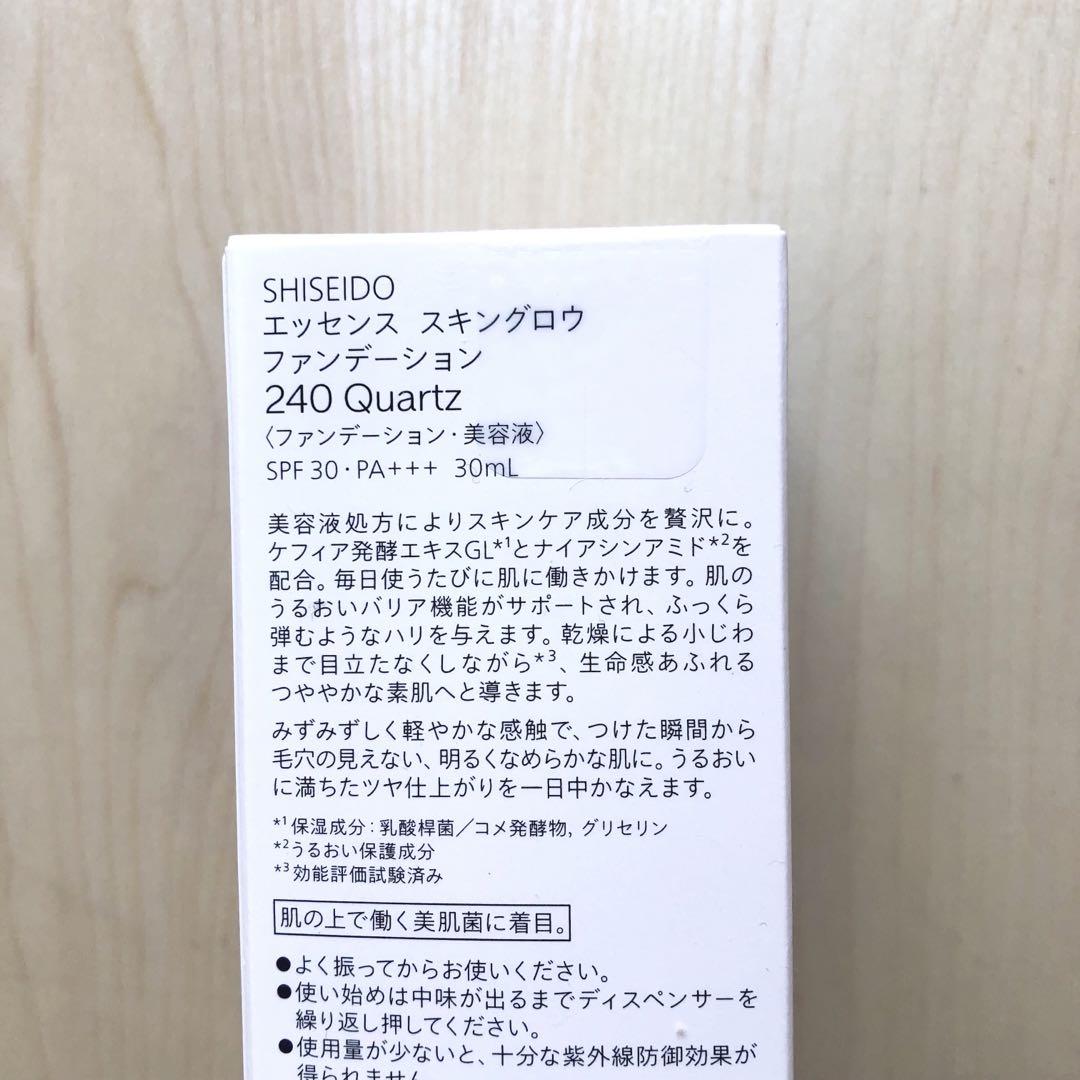 SHISEIDO
エッセンス スキングロウ
ファンデーション
240 Quartz
〈ファンデーション・美容液〉
SPF 30・PA+++ 30mL
美容液処方によりスキンケア成分を贅沢に。
ケフィア発酵エキスGL*1とナイアシンアミド*2を
配合。毎日使うたびに肌に働きかけます。肌の
うるおいバリア機能がサポートされ、ふっくら
弾むようなハリを与えます。乾燥による小じわ
まで目立たなくしながら*3、生命感あふれる
つややかな素肌へと導きます。
みずみずしく軽やかな感触で、つけた瞬間から
毛穴の見えない、明るくなめらかな肌に。うるおい
に満ちたツヤ仕上がりを一日中かなえます。
*1 保湿成分：乳酸桿菌／コメ発酵物, グリセリン
*2 うるおい保護成分
*3 効能評価試験済み
肌の上で働く美肌菌に着目。
●よく振ってからお使いください。
●使い始めは中味が出るまでディスペンサーを
繰り返し押してください。
●使用量が少ないと、十分な紫外線防御効果が
得られません